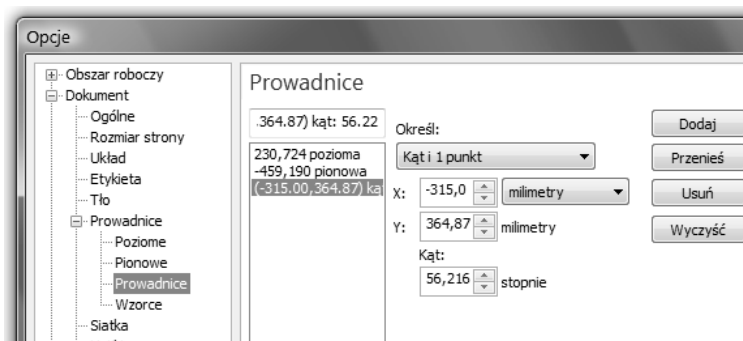 Opcje
Obszar roboczy
Dokument
Ogólne
Rozmiar strony
Układ
Etykieta
Tło
Prowadnice
Poziome
Pionowe
Prowadnice
Wzorce
Siatka
Prowadnice
.364.87) kąt: 56.22
230,724 pozioma
-459,190 pionowa
(-315.00,364.87) ką
Określ:
Kąt i 1 punkt
X: -315,0 milimetry
Y: 364,87 milimetry
Kąt:
56,216 stopnie
Dodaj
Przenieś
Usuń
Wyczyść